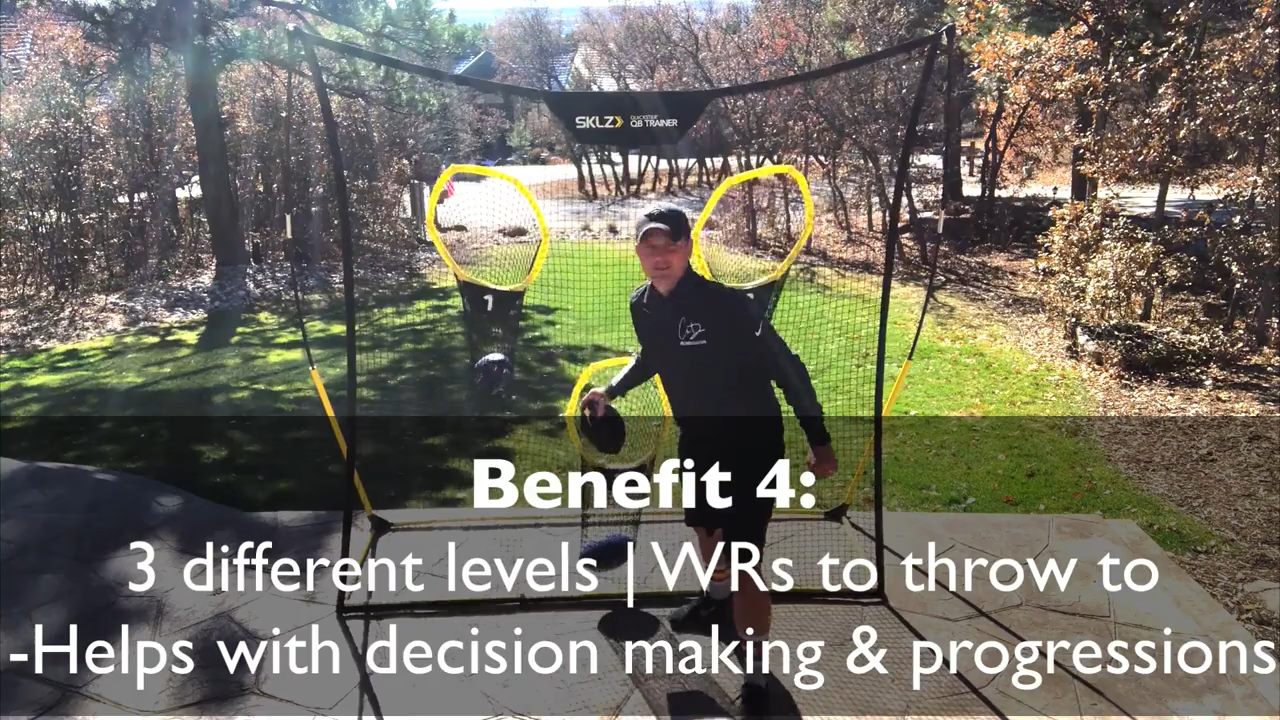 SKLZ QUICKSTER
QB TRAINER
1
Benefit 4:
3 different levels | WRs to throw to
-Helps with decision making & progressions